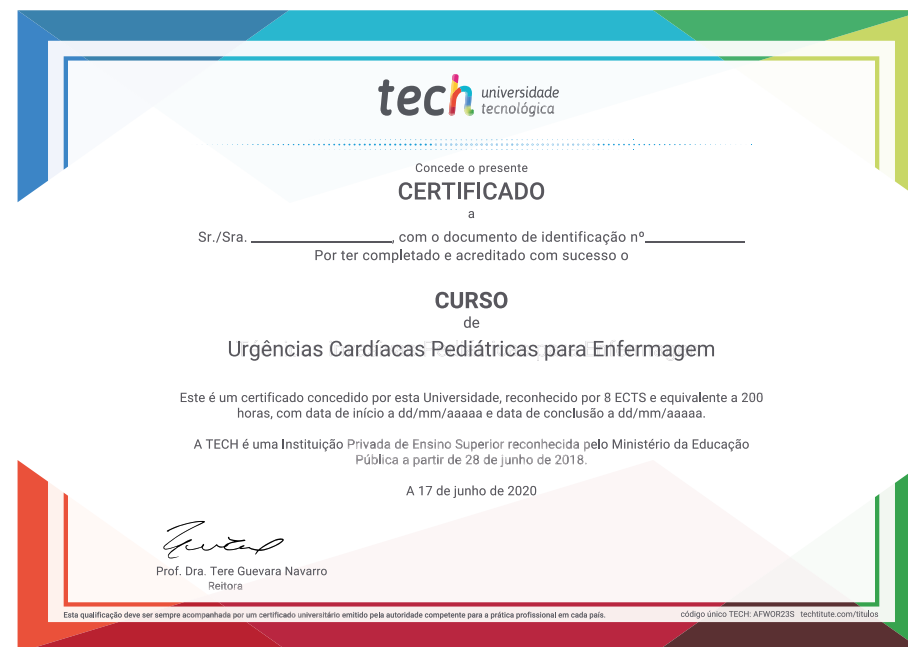 tech universidade
tecnológica
Concede o presente
CERTIFICADO
a
Sr./Sra. ____________, com o documento de identificação nº____________
Por ter completado e acreditado com sucesso o
CURSO
de
Urgências Cardíacas Pediátricas para Enfermagem
Este é um certificado concedido por esta Universidade, reconhecido por 8 ECTS e equivalente a 200
horas, com data de início a dd/mm/aaaaa e data de conclusão a dd/mm/aaaaa.
A TECH é uma Instituição Privada de Ensino Superior reconhecida pelo Ministério da Educação
Pública a partir de 28 de junho de 2018.
A 17 de junho de 2020
Prof. Dra. Tere Guevara Navarro
Reitora
Esta qualificação deve ser sempre acompanhada por um certificado universitário emitido pela autoridade competente para a prática profissional em cada país.
código único TECH: AFWOR23S techtitute.com/titulos